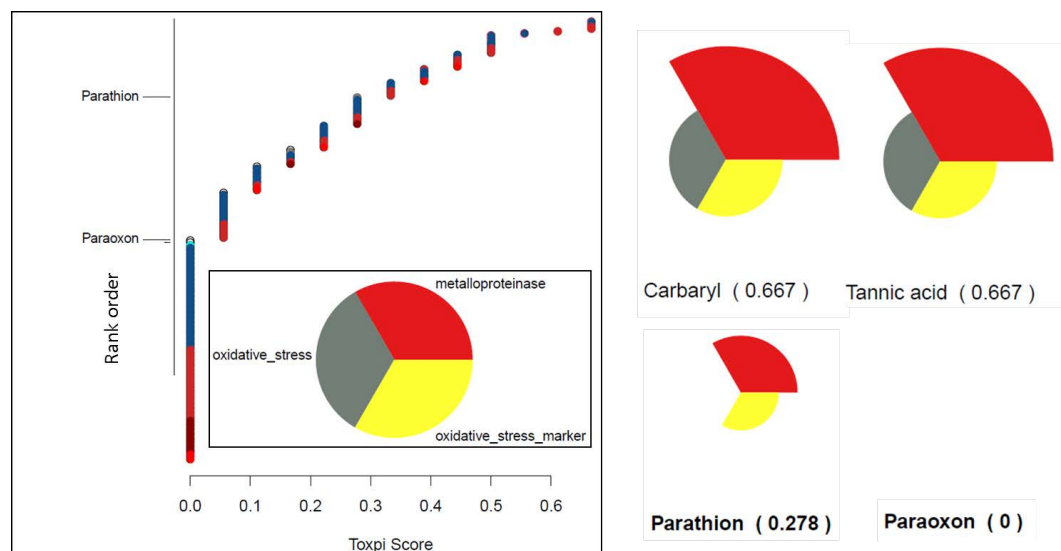 Parathion
Paraoxon
Rank order
metalloproteinase
oxidative_stress
oxidative_stress_marker
0.0 0.1 0.2 0.3 0.4 0.5 0.6
Toxpi Score
Carbaryl ( 0.667 )
Tannic acid ( 0.667 )
Parathion ( 0.278 )
Paraoxon ( 0 )